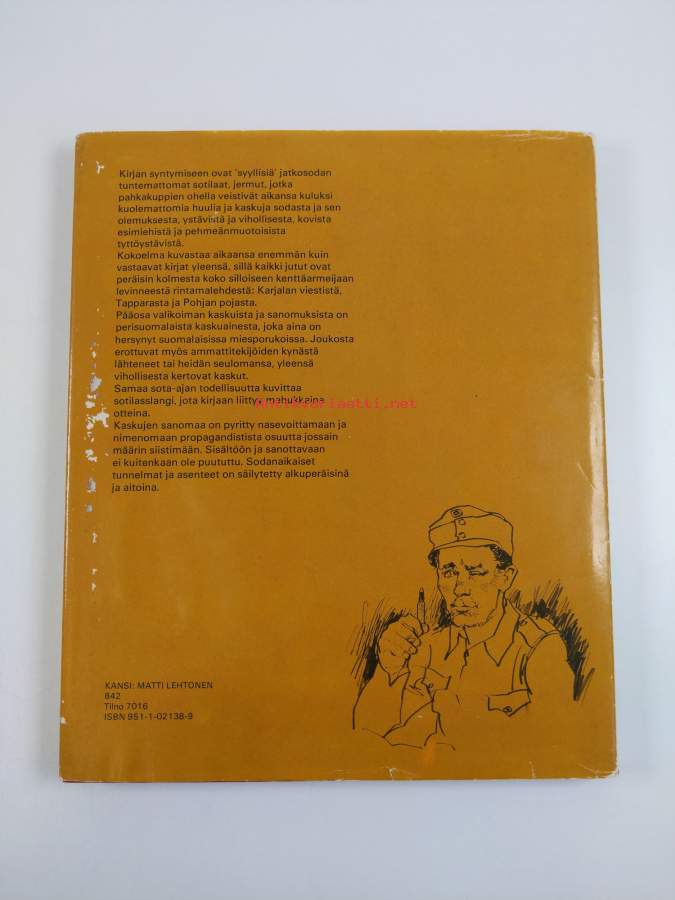 Kirjan syntymiseen ovat 'syyllisiä' jatkosodan
tuntemattomat sotilaat, jermut, jotka
pahkakuppien ohella veistivät aikansa kuluksi
kuolemattomia huulia ja kaskuja sodasta ja sen
olemuksesta, ystävistä ja vihollisesta, kovista
esimiehistä ja pehmeänmuotoisista
tyttöystävistä.
Kokoelma kuvastaa aikaansa enemmän kuin
vastaavat kirjat yleensä, sillä kaikki jutut ovat
peräisin kolmesta koko silloiseen kenttäarmeijaan
levinneestä rintamalehdestä: Karjalan viestistä,
Tapparasta ja Pohjan pojasta.
Pääosa valikoiman kaskuista ja sanomuksista on
perisuomalaista kaskuainesta, joka aina on
hersynyt suomalaisissa miesporukoissa. Joukosta
erottuvat myös ammattitekijöiden kynästä
lähteneet tai heidän seulomansa, yleensä
vihollisesta kertovat kaskut.
Samaa sota-ajan todellisuutta kuvittaa
sotilasslangi, jota kirjaan liittyy mahukkaina
otteina.
Antikvariaatti.net
Kaskujen sanomaa on pyritty nasevoittamaan ja
nimenomaan propagandistista osuutta jossain
määrin siistimään. Sisältöön ja sanottavaan
ei kuitenkaan ole puututtu. Sodanaikaiset
tunnelmat ja asenteet on säilytetty alkuperäisinä
ja aitoina.
KANSI: MATTI LEHTONEN
842
Tilno 7016
ISBN 951-1-02138-9